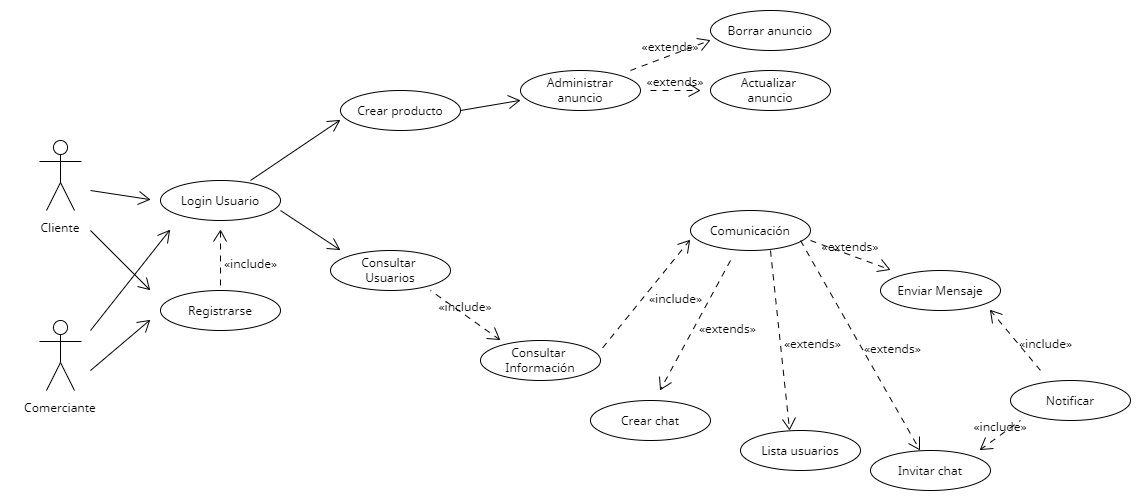 Borrar anuncio
«extends»
Administrar
anuncio
«extends»
Actualizar
anuncio
Crear producto
Cliente
Login Usuario
«include»
Registrarse
Comerciante
Consultar
Usuarios
«include»
Consultar
Información
«include»
Comunicación
«extends»
Enviar Mensaje
«extends»
«extends»
«extends»
«include»
Notificar
«include»
Crear chat
Lista usuarios
Invitar chat